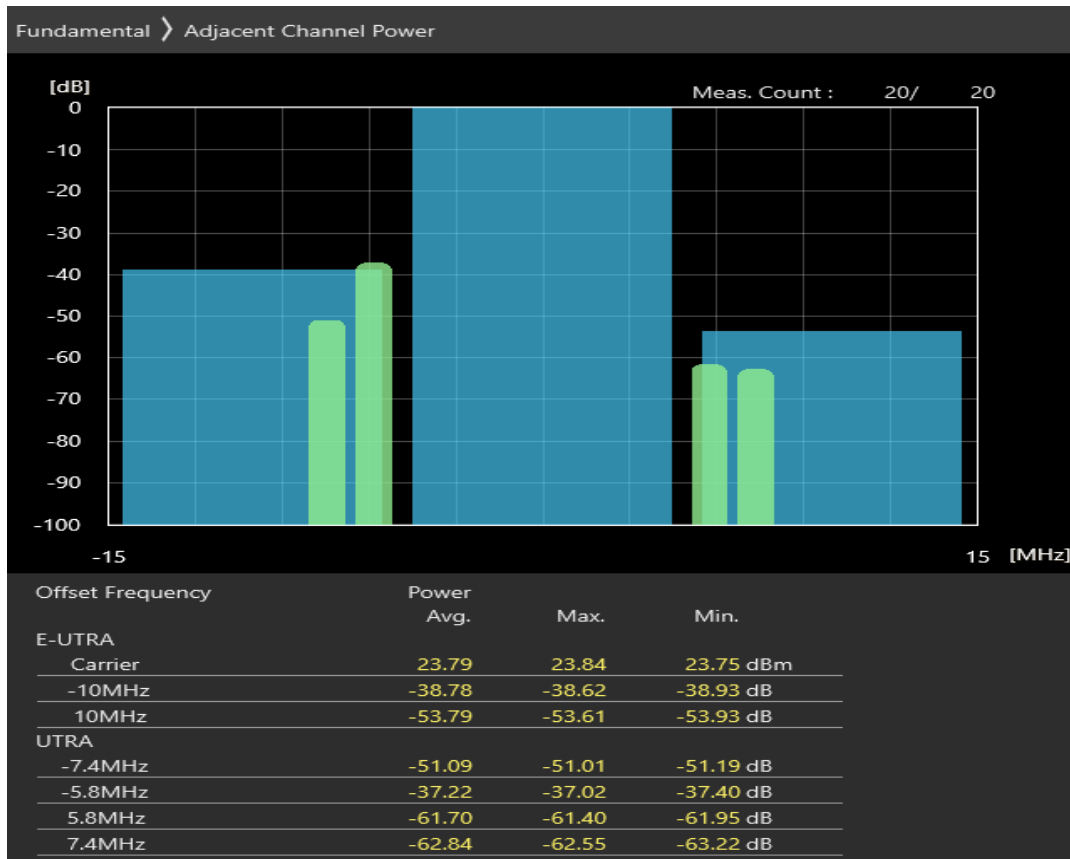 Fundamental ❯ Adjacent Channel Power
[dB]
Meas. Count : 20/ 20
0
-10
-20
-30
-40
-50
-60
-70
-80
-90
-100
-15 15 [MHz]
Offset Frequency Power
Avg. Max. Min.
E-UTRA
Carrier 23.79 23.84 23.75 dBm
-10MHz -38.78 -38.62 -38.93 dB
10MHz -53.79 -53.61 -53.93 dB
UTRA
-7.4MHz -51.09 -51.01 -51.19 dB
-5.8MHz -37.22 -37.02 -37.40 dB
5.8MHz -61.70 -61.40 -61.95 dB
7.4MHz -62.84 -62.55 -63.22 dB